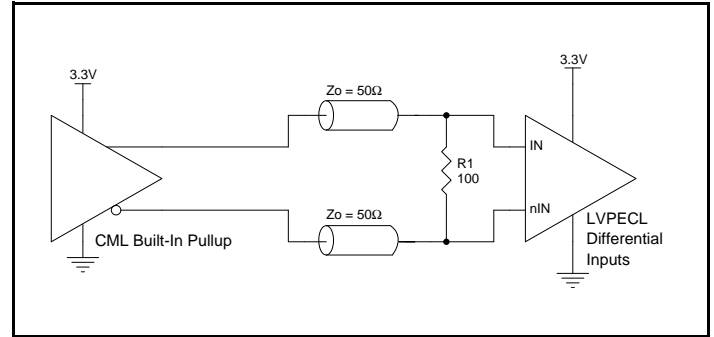 3.3V
3.3V
Zo = 50Ω
IN
R1
100
Zo = 50Ω
nIN
CML Built-In Pullup
LVPECL
Differential
Inputs